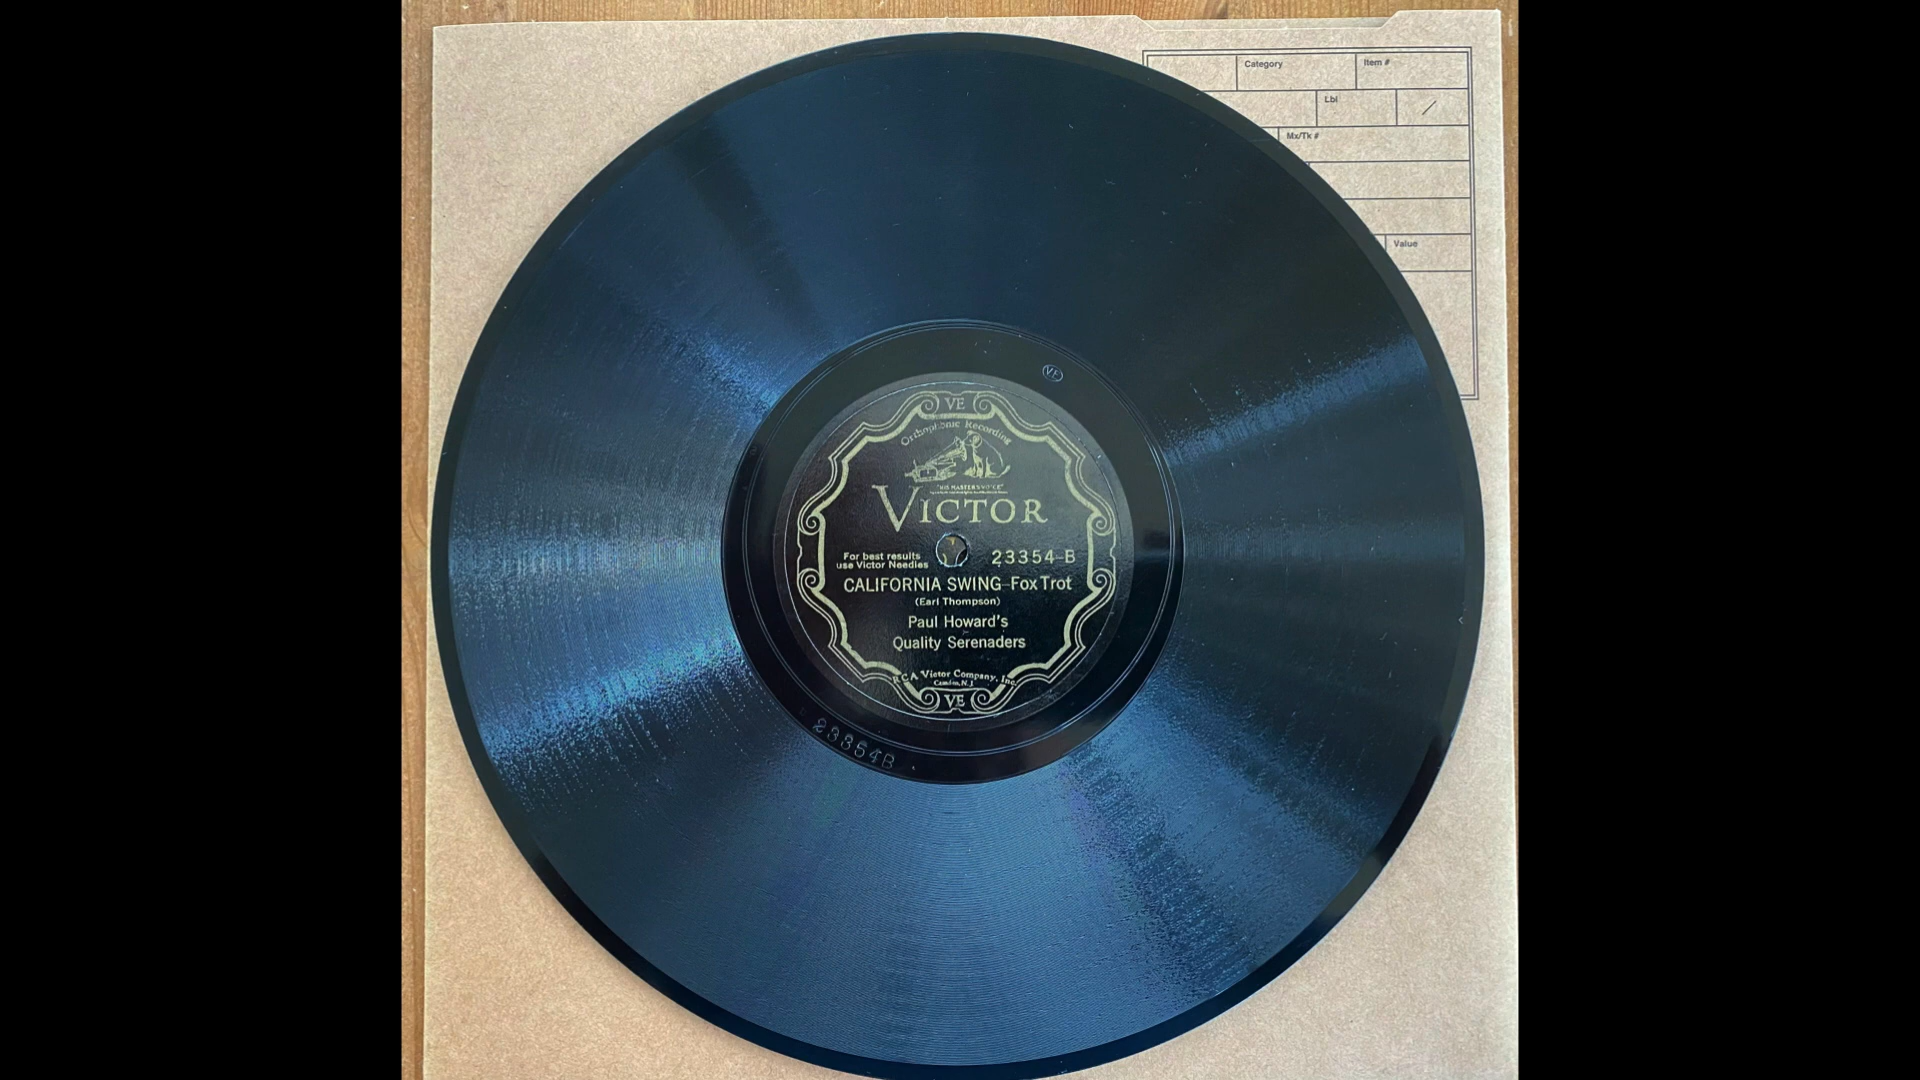 Category
Item #
Lbl
/
Mx/Tk #
Value
VE
VE
Orthophonic Recording
"HIS MASTER'S VOICE"
VICTOR
For best results
use Victor Needles
23354-B
CALIFORNIA SWING-Fox Trot
(Earl Thompson)
Paul Howard's
Quality Serenaders
RCA Victor Company, Inc.
Camden, N.J.
VE
23354B